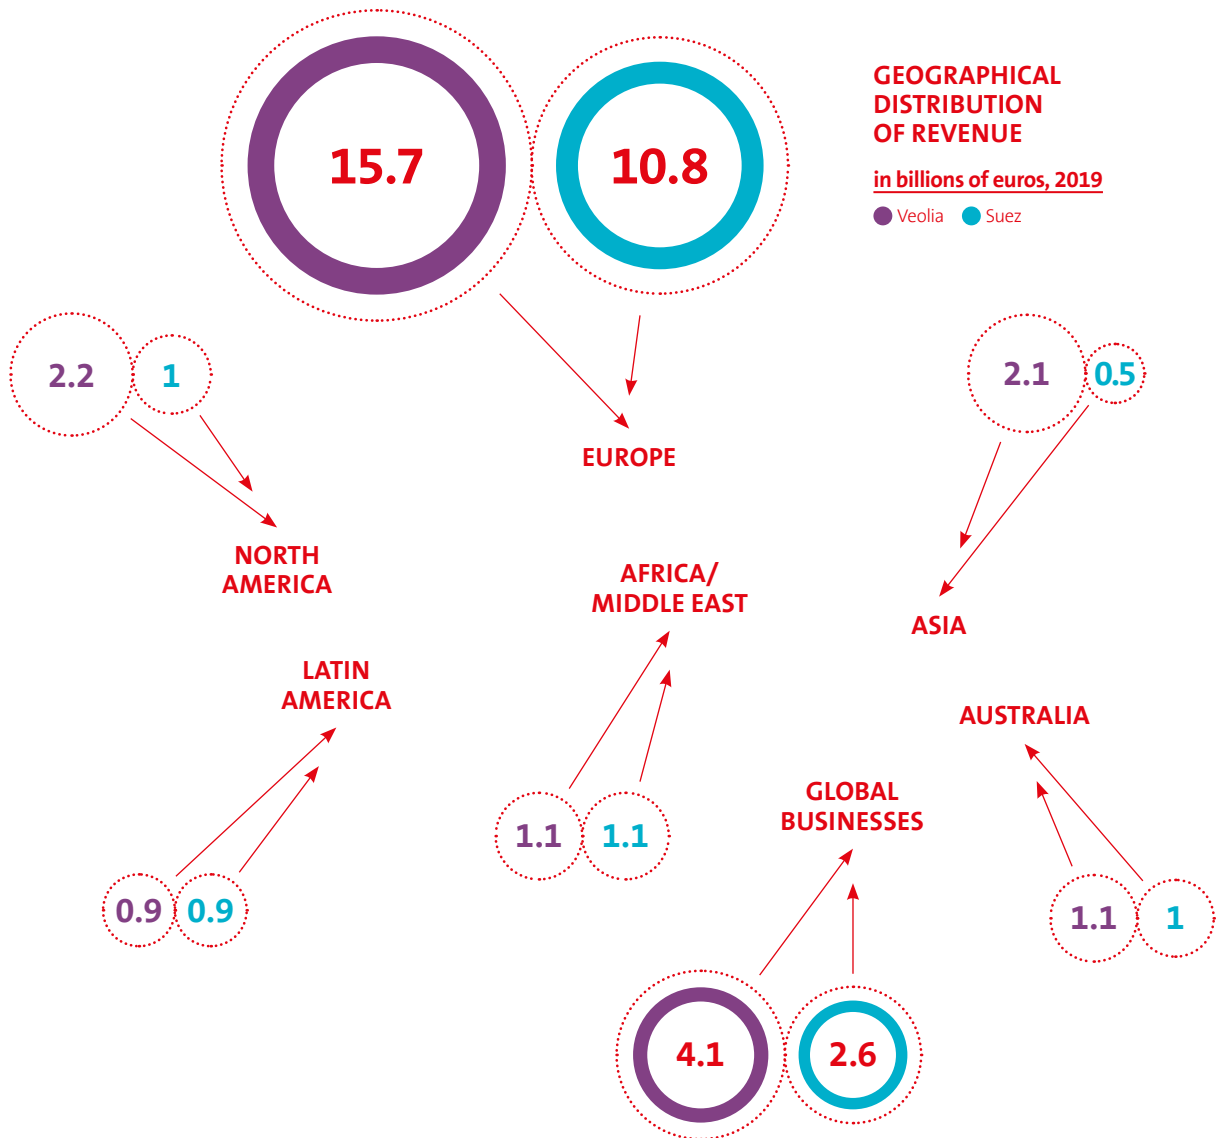 GEOGRAPHICAL
DISTRIBUTION
OF REVENUE
in billions of euros, 2019
Veolia Suez
15.7 10.8
EUROPE
2.2 1
NORTH
AMERICA
2.1 0.5
ASIA
AFRICA/
MIDDLE EAST
1.1 1.1
LATIN
AMERICA
0.9 0.9
AUSTRALIA
1.1 1
GLOBAL
BUSINESSES
4.1 2.6